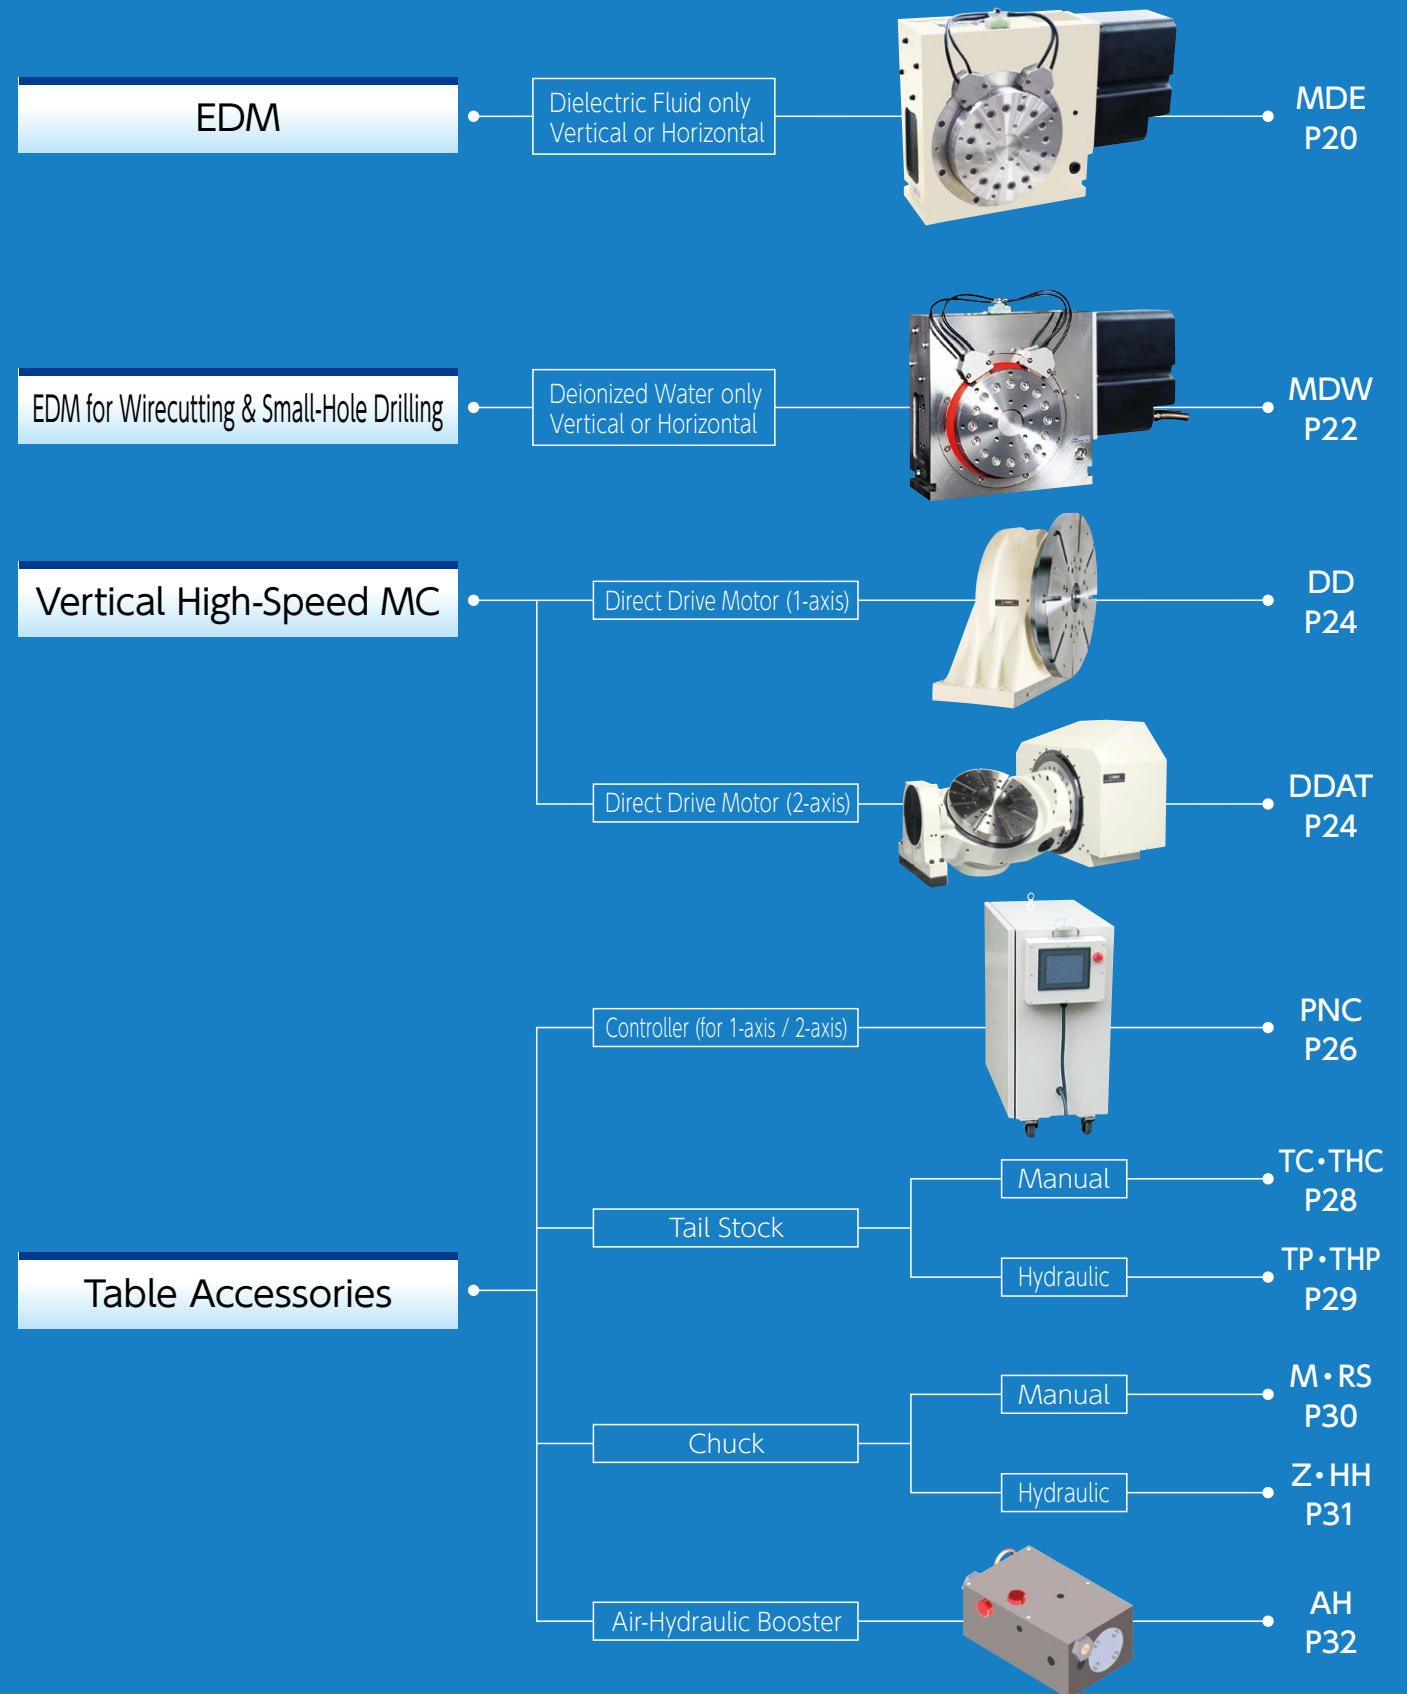 EDM
Dielectric Fluid only
Vertical or Horizontal
MDE
P20
EDM for Wirecutting & Small-Hole Drilling
Deionized Water only
Vertical or Horizontal
MDW
P22
Vertical High-Speed MC
Direct Drive Motor (1-axis)
DD
P24
Direct Drive Motor (2-axis)
DDAT
P24
Table Accessories
Controller (for 1-axis / 2-axis)
PNC
P26
Tail Stock
Manual
TC・THC
P28
Hydraulic
TP・THP
P29
Chuck
Manual
M・RS
P30
Hydraulic
Z・HH
P31
Air-Hydraulic Booster
AH
P32